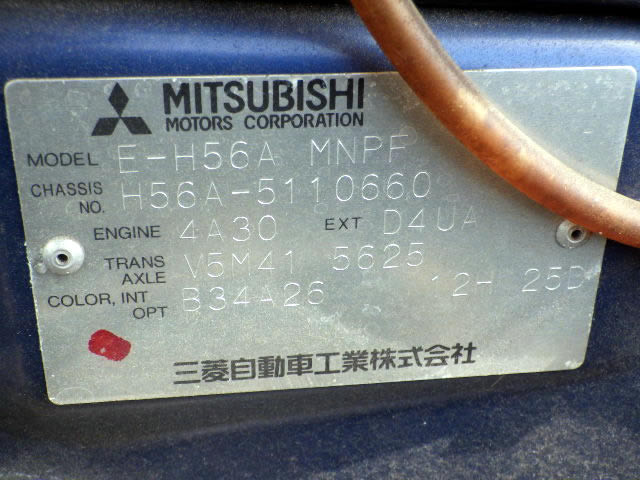 MITSUBISHI
MOTORS CORPORATION
MODEL E-H56A MNPF
CHASSIS NO. H56A-5110660
ENGINE 4A30 EXT D4UA
TRANS AXLE V5M41 5625
COLOR, INT OPT B34A26 12H 25D
三菱自動車工業株式会社